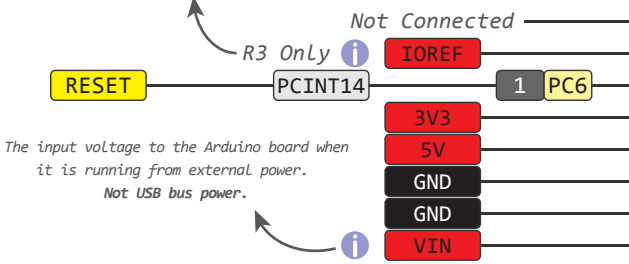 Not Connected
R3 Only i IOREF
RESET PCINT14 1 PC6
3V3
The input voltage to the Arduino board when
5V
it is running from external power.
GND
Not USB bus power.
GND
i VIN